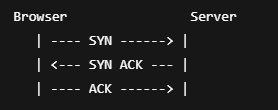 Browser Server
| ---- SYN ------> |
| <--- SYN ACK --- |
| ---- ACK ------> |